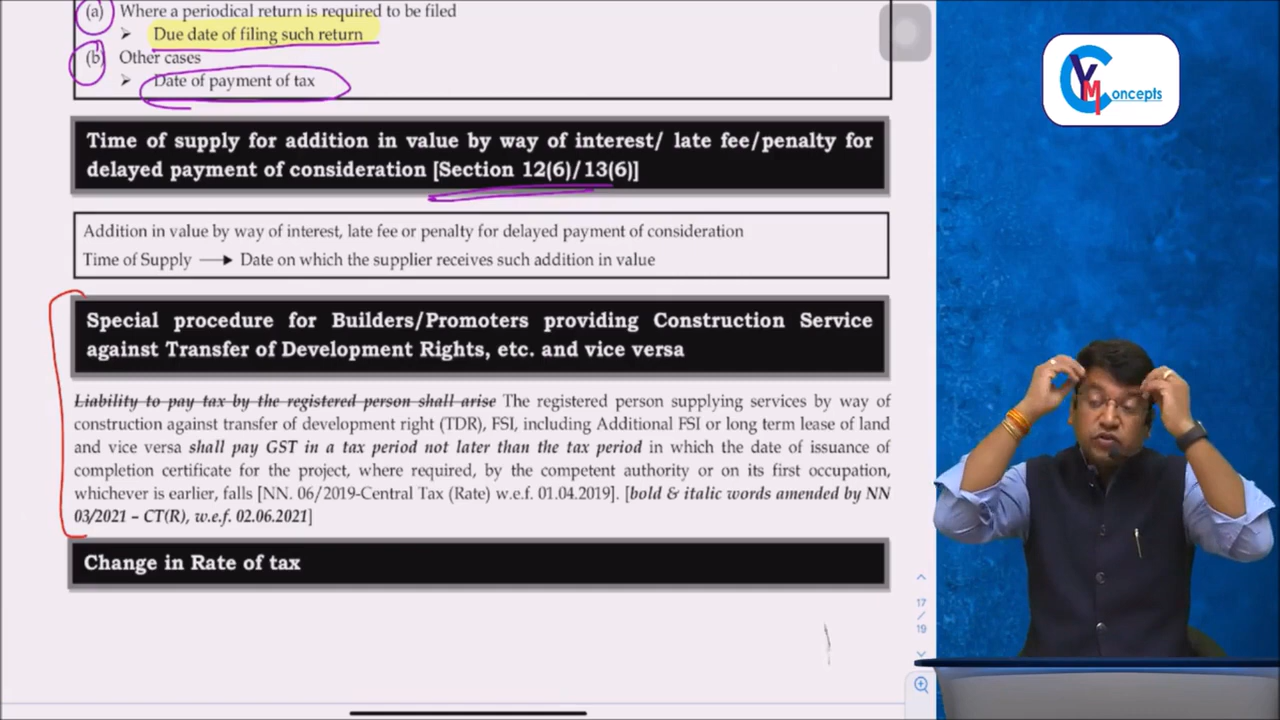 (a) Where a periodical return is required to be filed
➤ Due date of filing such return
(b) Other cases
➤ Date of payment of tax
Time of supply for addition in value by way of interest/ late fee/penalty for
delayed payment of consideration [Section 12(6)/13(6)]
Addition in value by way of interest, late fee or penalty for delayed payment of consideration
Time of Supply ⟶ Date on which the supplier receives such addition in value
Special procedure for Builders/Promoters providing Construction Service
against Transfer of Development Rights, etc. and vice versa
Liability to pay tax by the registered person shall arise The registered person supplying services by way of
construction against transfer of development right (TDR), FSI, including Additional FSI or long term lease of land
and vice versa shall pay GST in a tax period not later than the tax period in which the date of issuance of
completion certificate for the project, where required, by the competent authority or on its first occupation,
whichever is earlier, falls [NN. 06/2019-Central Tax (Rate) w.e.f. 01.04.2019]. [bold & italic words amended by NN
03/2021 – CT(R), w.e.f. 02.06.2021]
Change in Rate of tax
17
/
19
VMConcepts